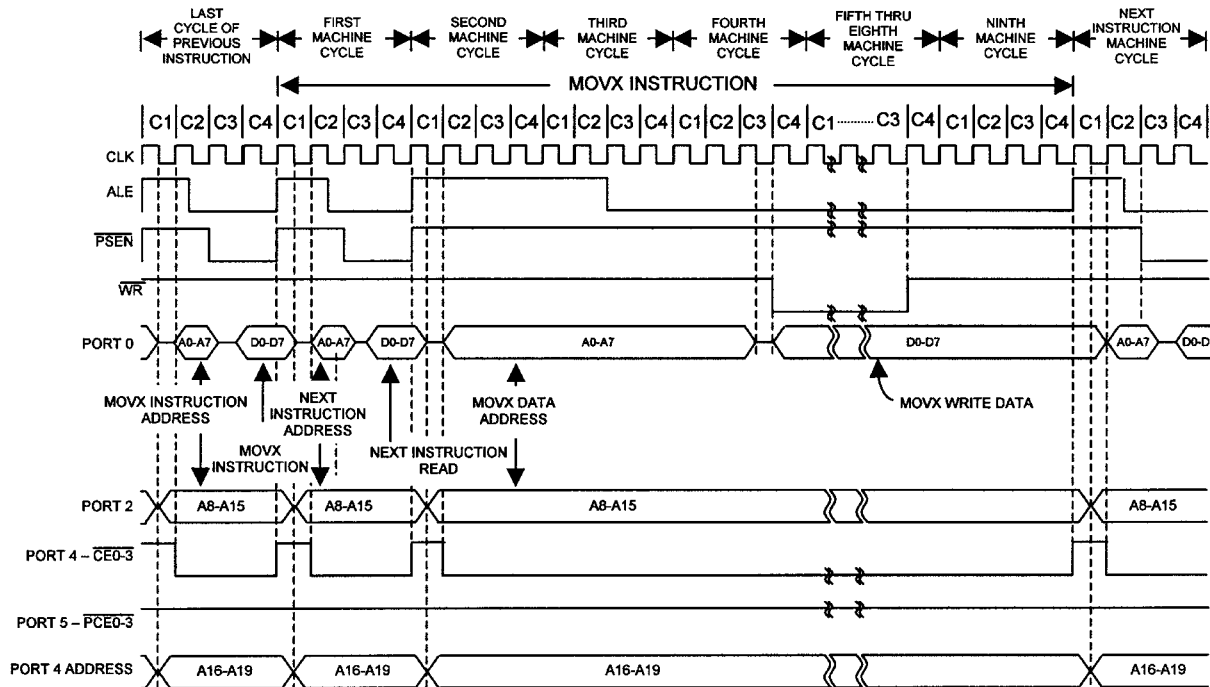 LAST
CYCLE OF
PREVIOUS
INSTRUCTION
FIRST
MACHINE
CYCLE
SECOND
MACHINE
CYCLE
THIRD
MACHINE
CYCLE
FOURTH
MACHINE
CYCLE
FIFTH THRU
EIGHTH
MACHINE
CYCLE
NINTH
MACHINE
CYCLE
NEXT
INSTRUCTION
MACHINE
CYCLE
MOVX INSTRUCTION
C1 C2 C3 C4 C1 C2 C3 C4 C1 C2 C3 C4 C1 C2 C3 C4 C1 C2 C3 C4 C1 ........ C3 C4 C1 C2 C3 C4 C1 C2 C3 C4
CLK
ALE
PSEN
WR
PORT 0 A0-A7 D0-D7 A0-A7 D0-D7 A0-A7 D0-D7 A0-A7 D0-D
MOVX INSTRUCTION
ADDRESS
NEXT
INSTRUCTION
ADDRESS
MOVX DATA
ADDRESS
MOVX WRITE DATA
MOVX
INSTRUCTION
NEXT INSTRUCTION
READ
PORT 2 A8-A15 A8-A15 A8-A15 A8-A15
PORT 4 – CE0-3
PORT 5 – PCE0-3
PORT 4 ADDRESS A16-A19 A16-A19 A16-A19 A16-A19